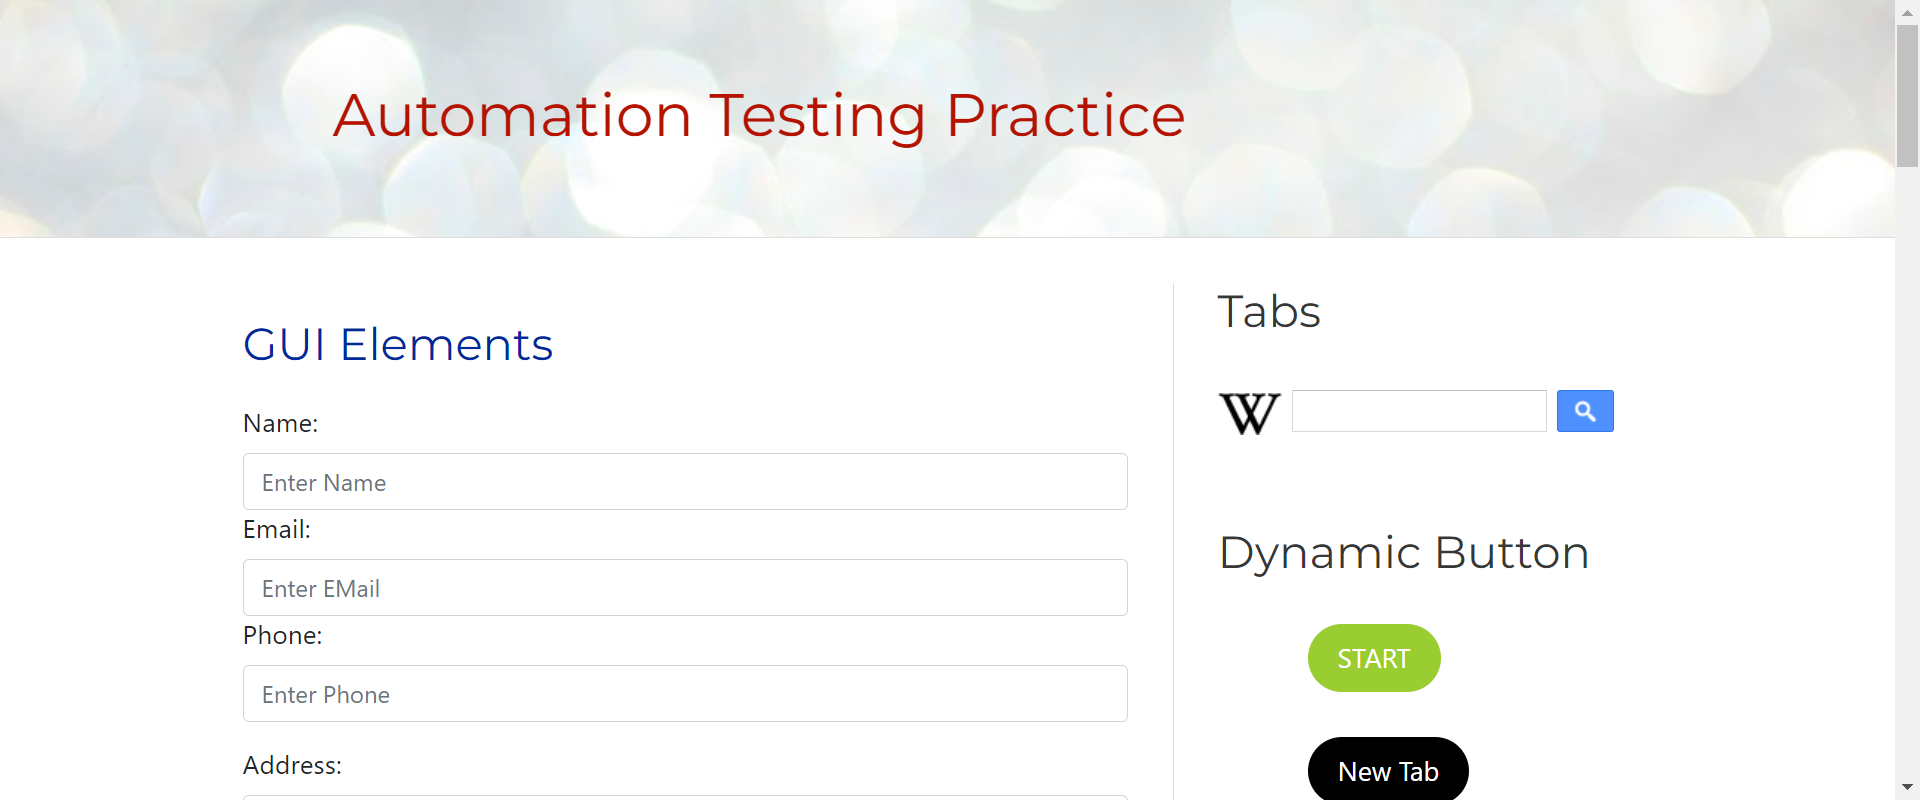 Automation Testing Practice
GUI Elements
Name:
Enter Name
Email:
Enter EMail
Phone:
Enter Phone
Address:
Tabs
W
Dynamic Button
START
New Tab